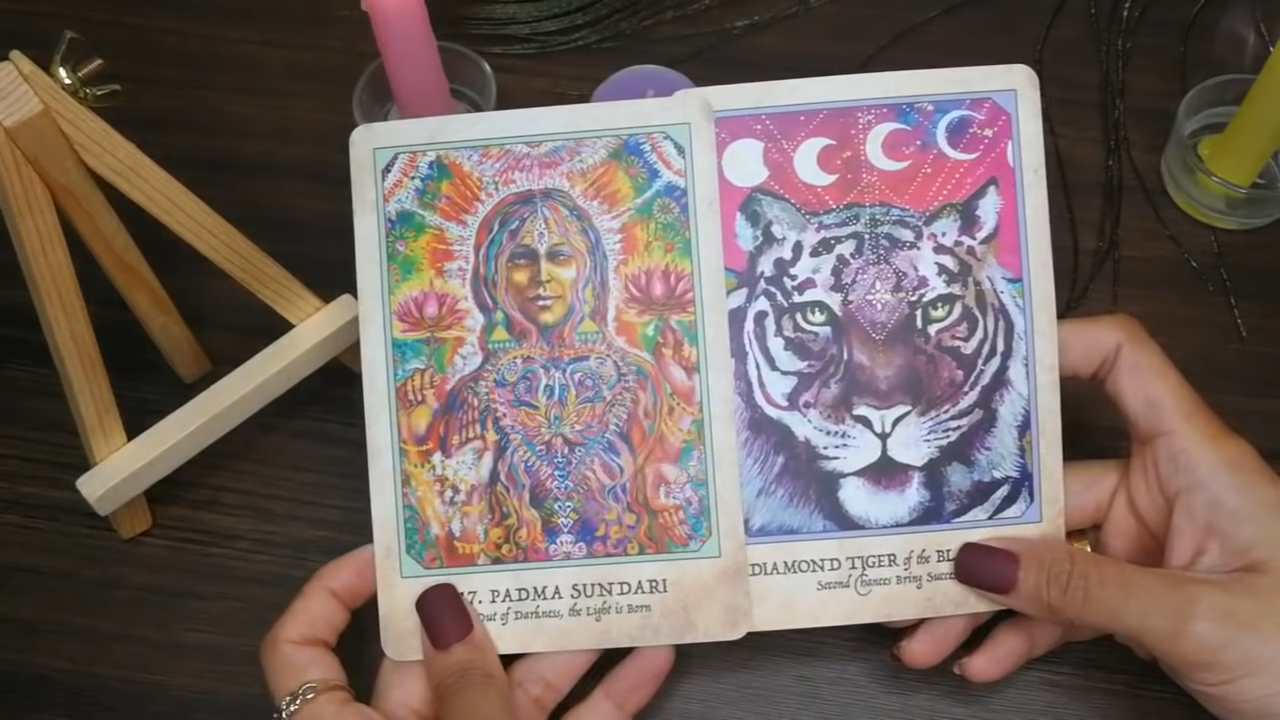 7. PADMA SUNDARI
Out of Darkness, the Light is Born
DIAMOND TIGER of the BL
Second Chances Bring Succe